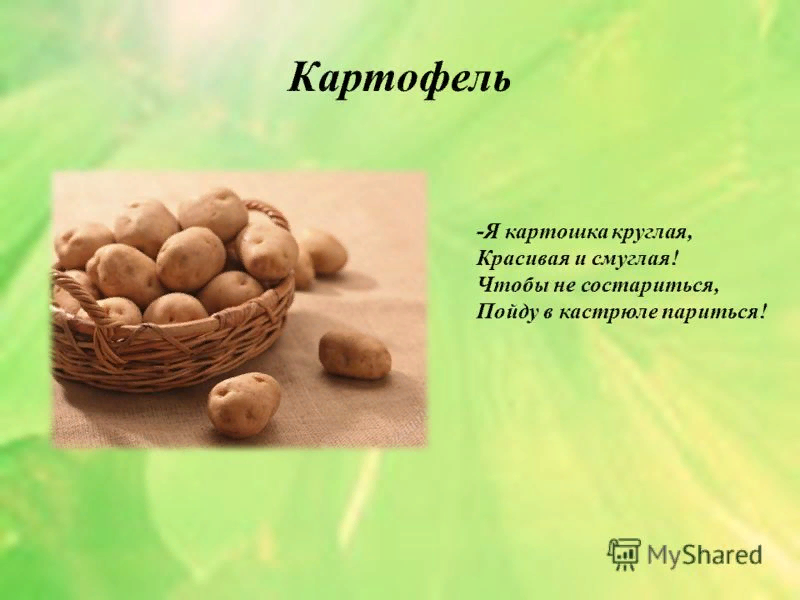 Картофель
-Я картошка круглая,
Красивая и смуглая!
Чтобы не состариться,
Пойду в кастрюле париться!
MyShared